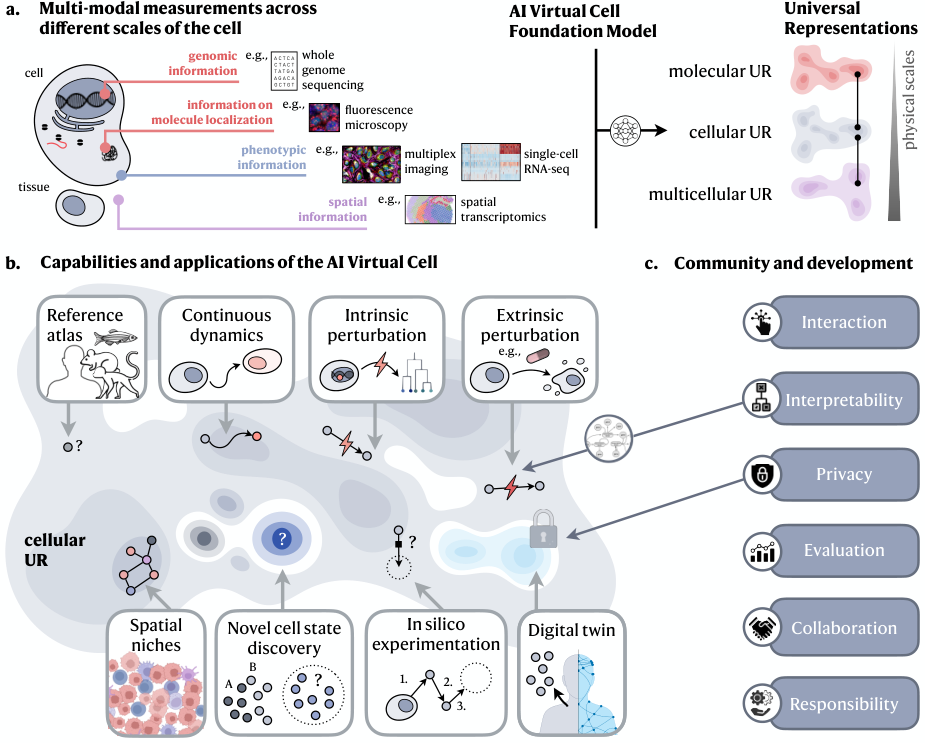 a. Multi-modal measurements across
different scales of the cell
AI Virtual Cell
Foundation Model
Universal
Representations
cell
genomic
information
e.g.,
ACTCA
CTACT
TATGA
AGACA
GCTGT
whole
genome
sequencing
information on
molecule localization
e.g.,
fluorescence
microscopy
phenotypic
information
e.g.,
multiplex
imaging
single-cell
RNA-seq
tissue
spatial
information
e.g.,
spatial
transcriptomics
molecular UR
cellular UR
multicellular UR
physical scales
b. Capabilities and applications of the AI Virtual Cell
Reference
atlas
Continuous
dynamics
Intrinsic
perturbation
Extrinsic
perturbation
e.g.,
?
cellular
UR
?
?
Spatial
niches
Novel cell state
discovery
A
B
?
In silico
experimentation
1.
2.
3.
Digital twin
c. Community and development
Interaction
Interpretability
Privacy
Evaluation
Collaboration
Responsibility